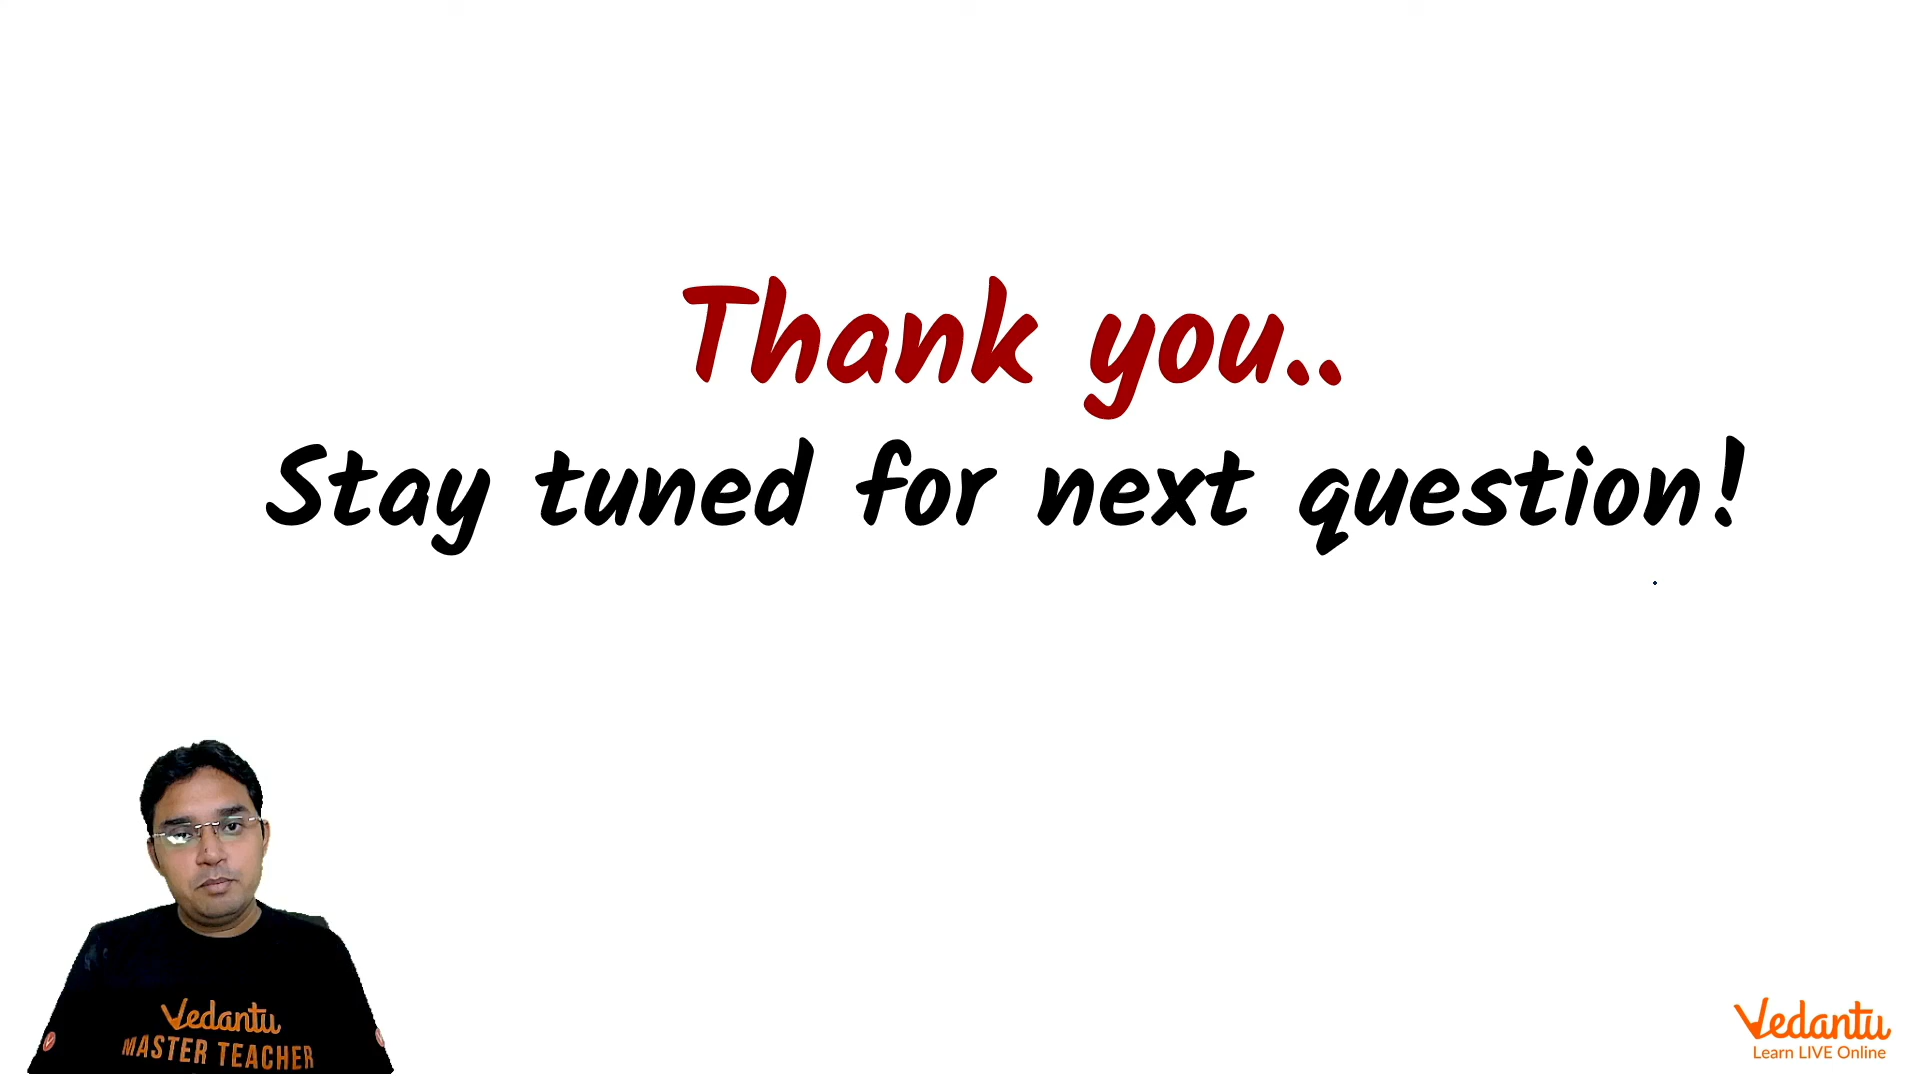 Thank you..
Stay tuned for next question!
Vedantu
MASTER TEACHER
Vedantu
Learn LIVE Online